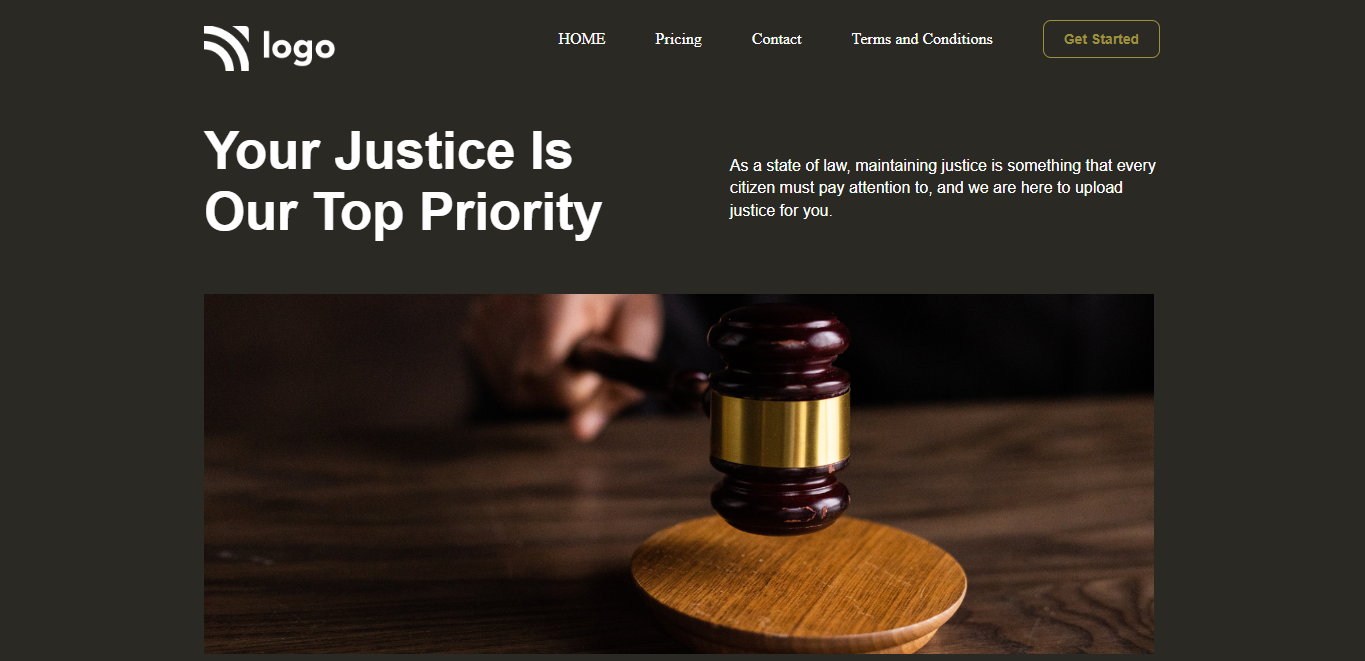 logo
HOME Pricing Contact Terms and Conditions Get Started
Your Justice Is
Our Top Priority
As a state of law, maintaining justice is something that every
citizen must pay attention to, and we are here to upload
justice for you.